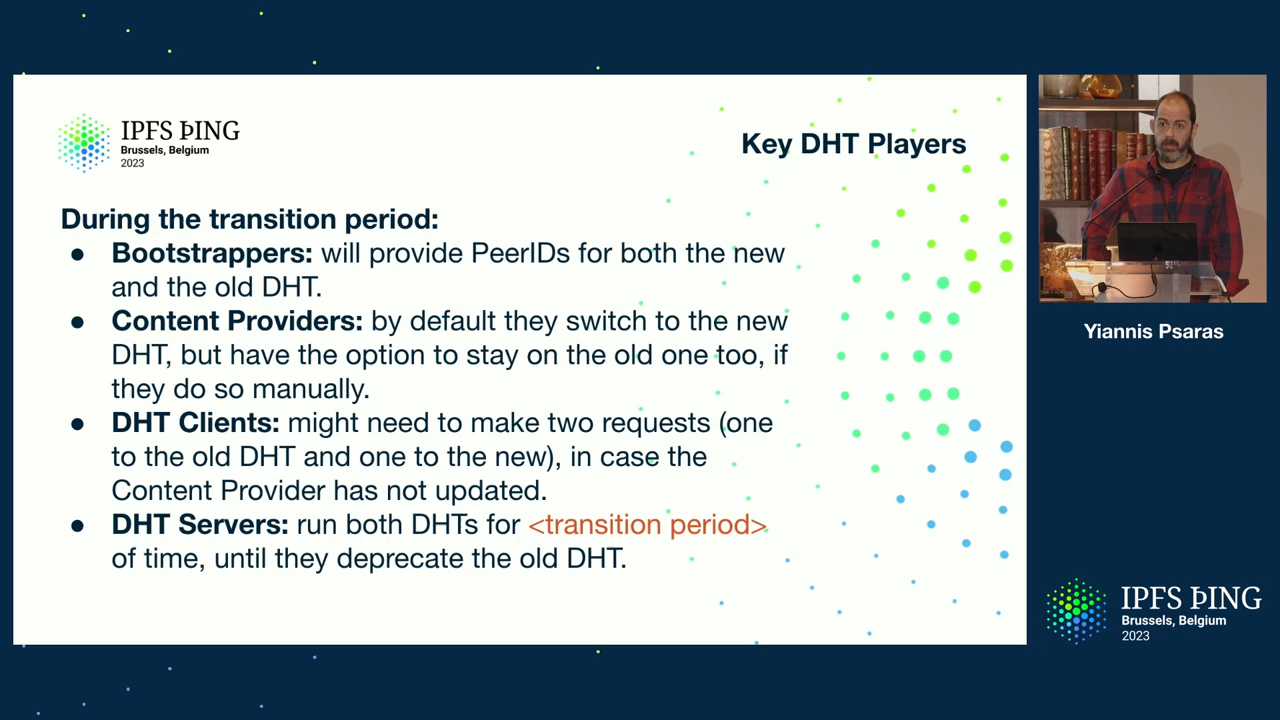 IPFS ÞING
Brussels, Belgium
2023
Key DHT Players
During the transition period:
● Bootstrappers: will provide PeerIDs for both the new
and the old DHT.
● Content Providers: by default they switch to the new
DHT, but have the option to stay on the old one too, if
they do so manually.
● DHT Clients: might need to make two requests (one
to the old DHT and one to the new), in case the
Content Provider has not updated.
● DHT Servers: run both DHTs for <transition period>
of time, until they deprecate the old DHT.
Yiannis Psaras
IPFS ÞING
Brussels, Belgium
2023